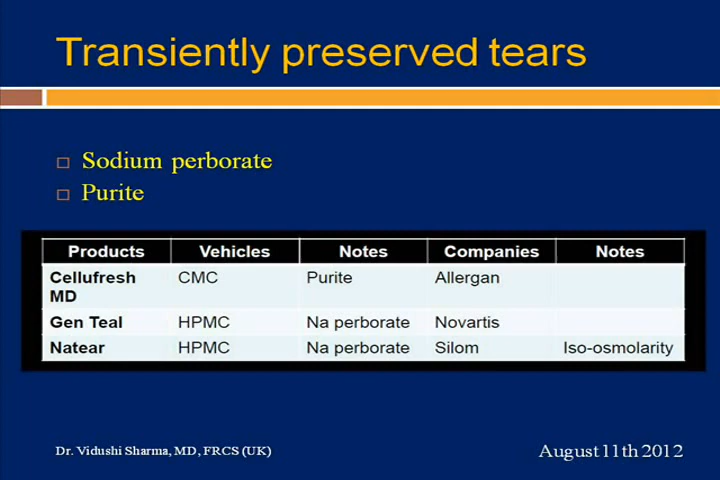 Transiently preserved tears
Sodium perborate
Purite
Products Vehicles Notes Companies Notes
Cellufresh MD CMC Purite Allergan
Gen Teal HPMC Na perborate Novartis
Natear HPMC Na perborate Silom Iso-osmolarity
Dr. Vidushi Sharma, MD, FRCS (UK)
August 11th 2012